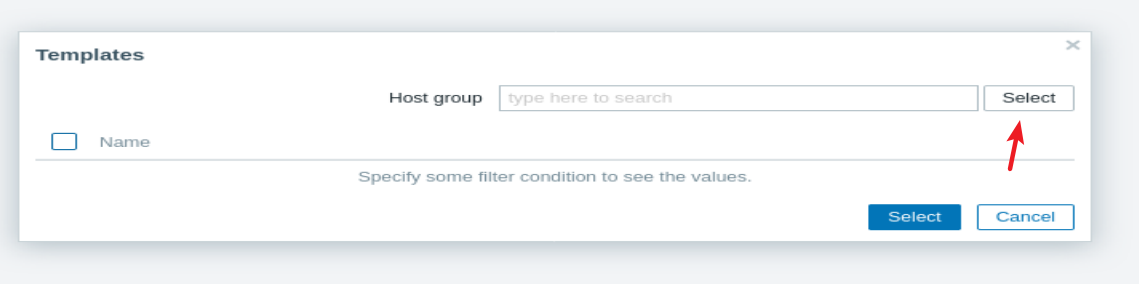 Templates
×
Host group type here to search Select
Name
Specify some filter condition to see the values.
Select Cancel